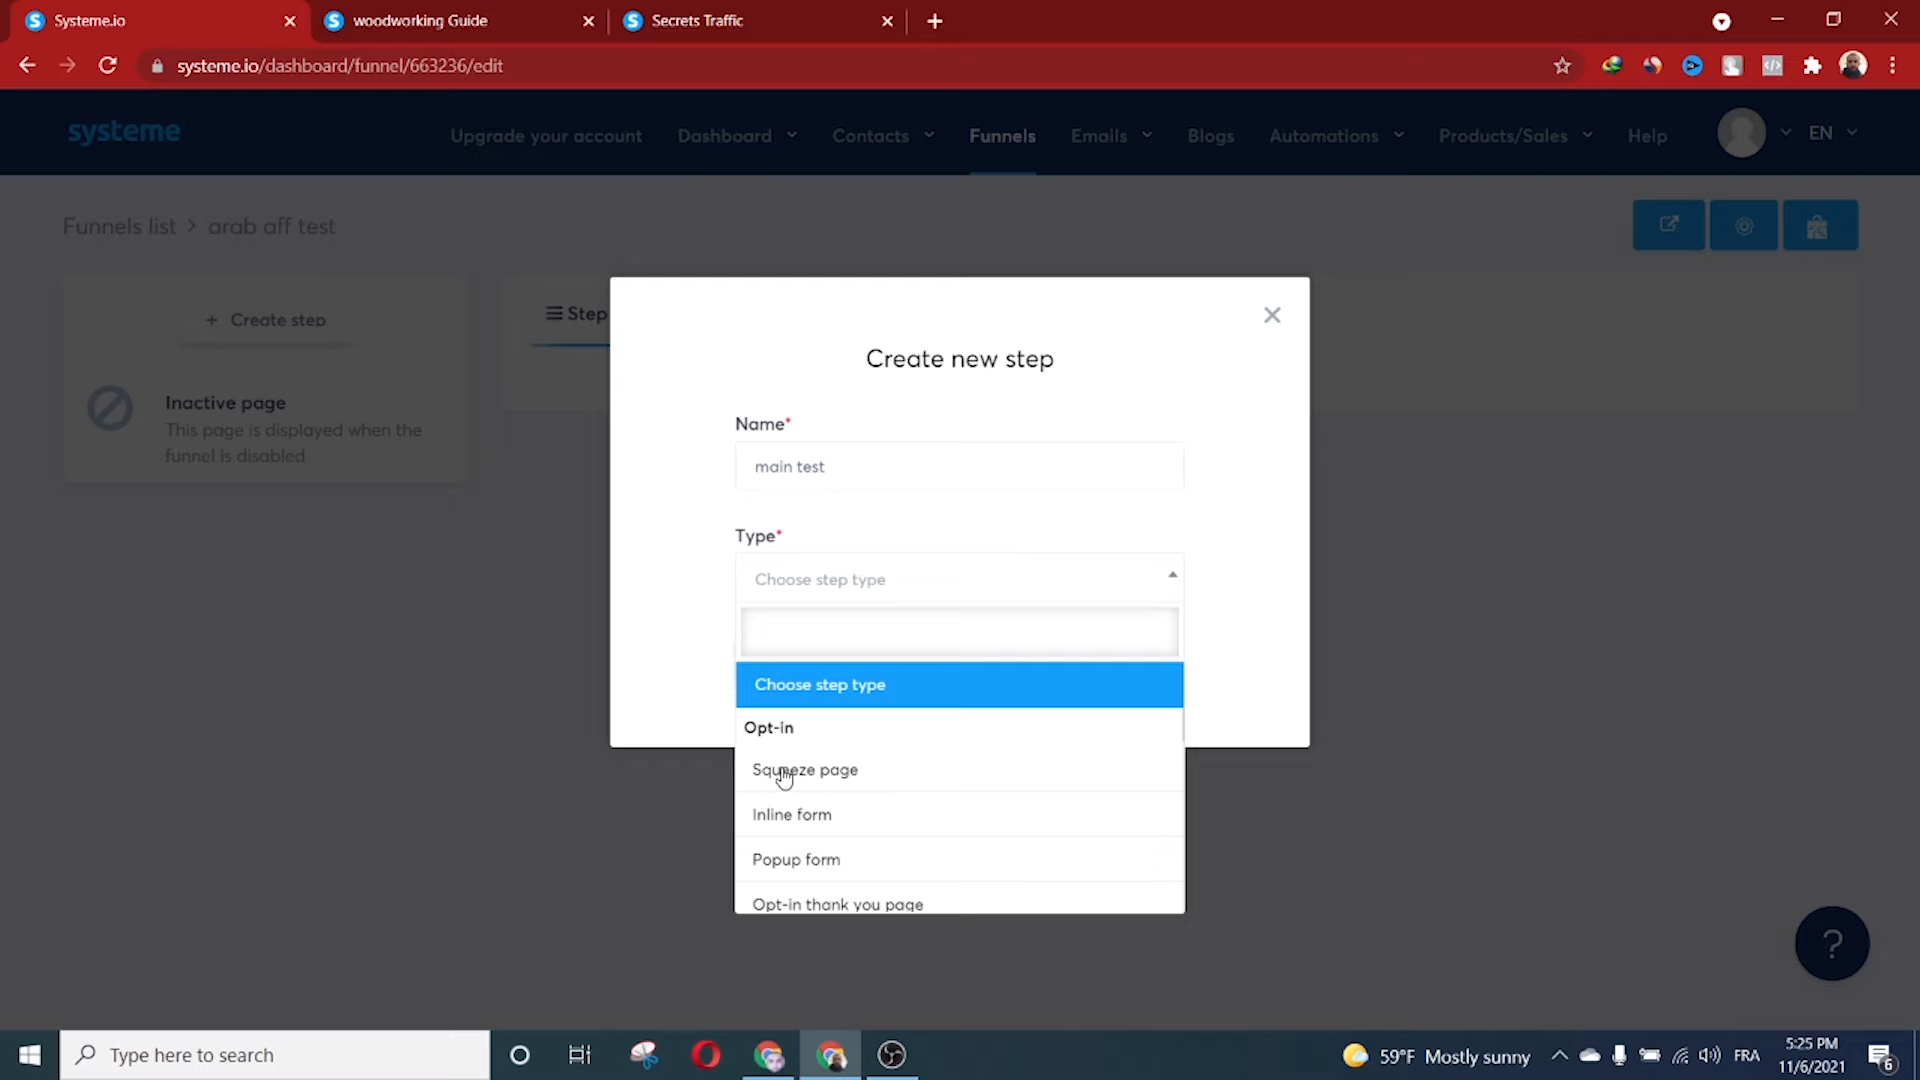 Systeme.io
woodworking Guide
Secrets Traffic
systeme.io/dashboard/funnel/663236/edit
systeme
Upgrade your account
Dashboard
Contacts
Funnels
Emails
Blogs
Automations
Products/Sales
Help
EN
Funnels list > arab aff test
+ Create step
Inactive page
This page is displayed when the
funnel is disabled
Step
Create new step
Name*
main test
Type*
Choose step type
Choose step type
Opt-in
Squeeze page
Inline form
Popup form
Opt-in thank you page
?
Type here to search
59°F Mostly sunny
FRA
5:25 PM
11/6/2021
6